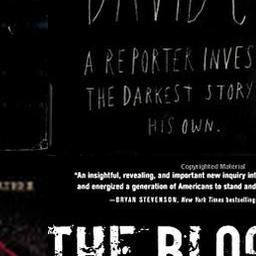 DAVID C
A REPORTER INVES
THE DARKEST STORY
HIS OWN.
Copyrighted Material
"An insightful, revealing, and important new inquiry int
and energized a generation of Americans to stand and
—BRYAN STEVENSON, New York Times bestselling
THE BLO